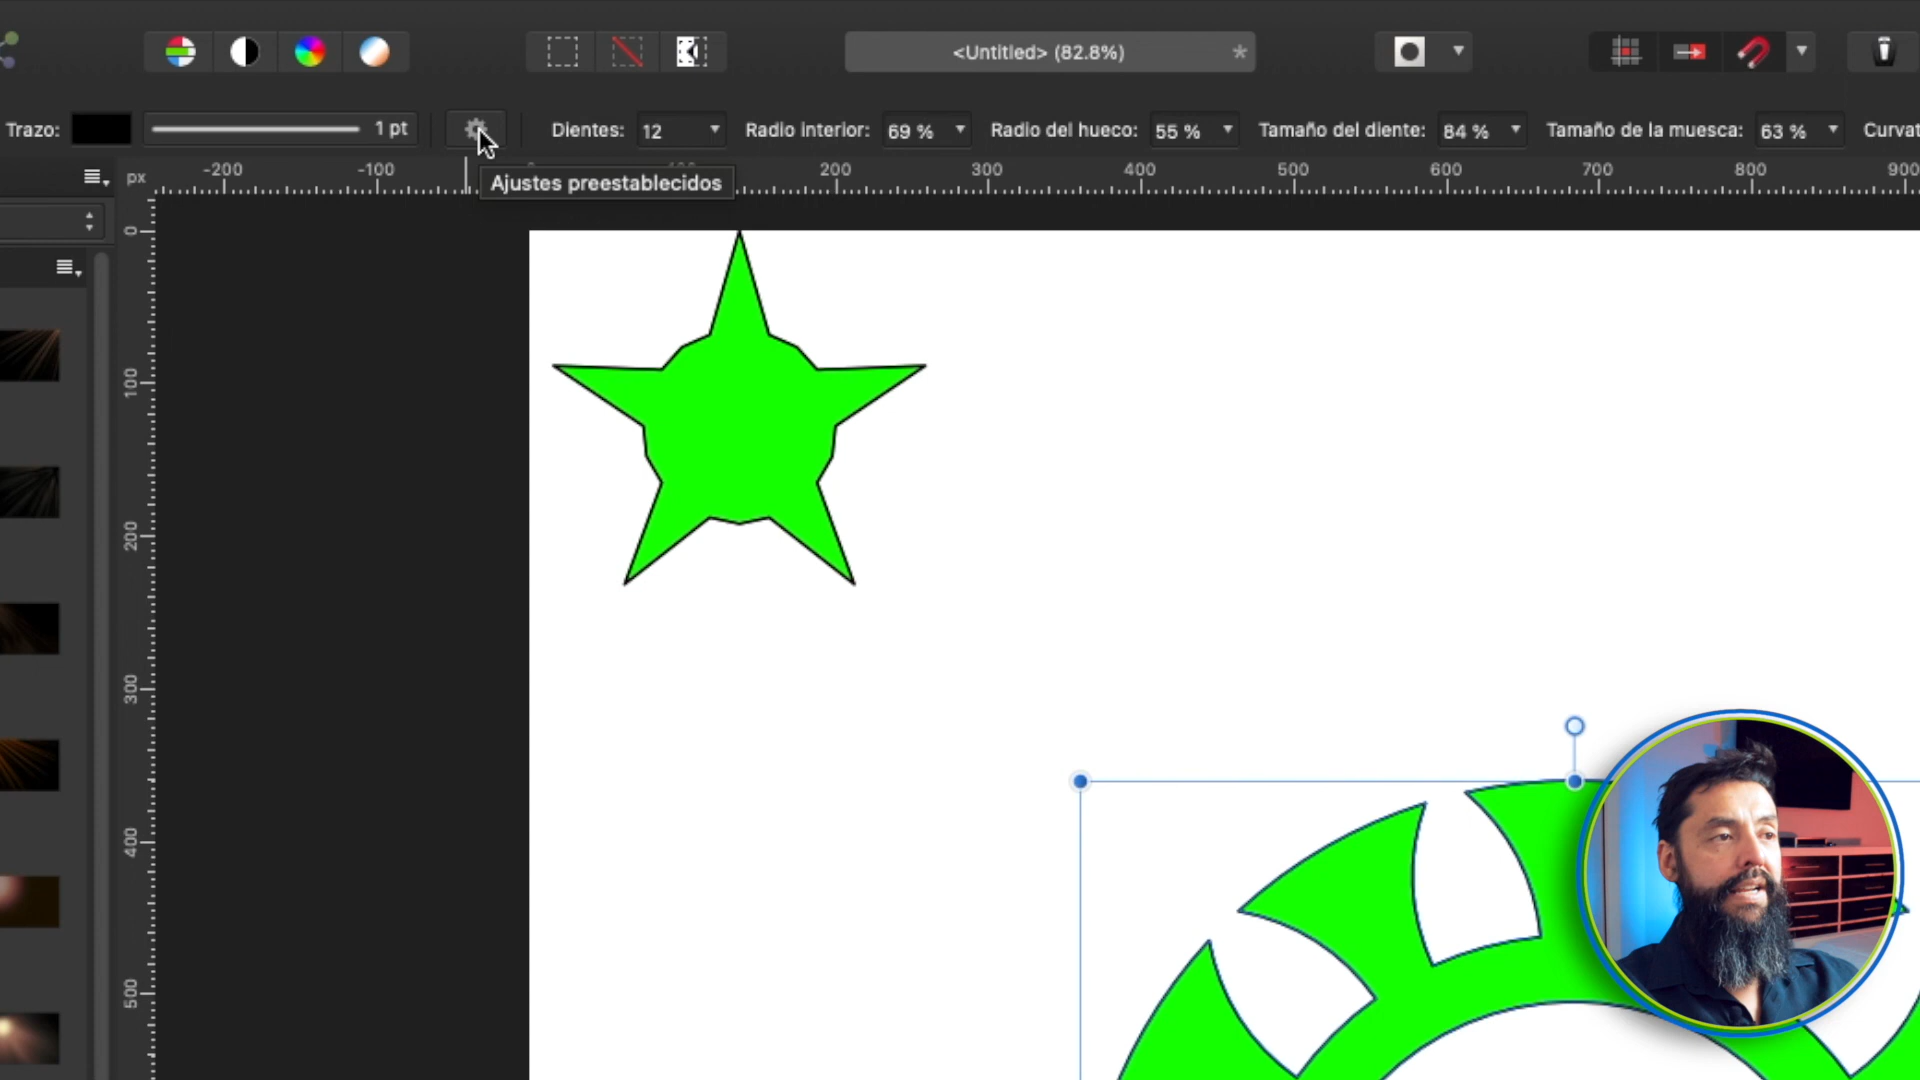 <Untitled> (82.8%)
*
Trazo: 1 pt Dientes: 12 Radio interior: 69 % Radio del hueco: 55 % Tamaño del diente: 84 % Tamaño de la muesca: 63 % Curvat
px -200 -100 200 300 400 500 600 700 800 900
Ajustes preestablecidos
0
100
200
300
400
500